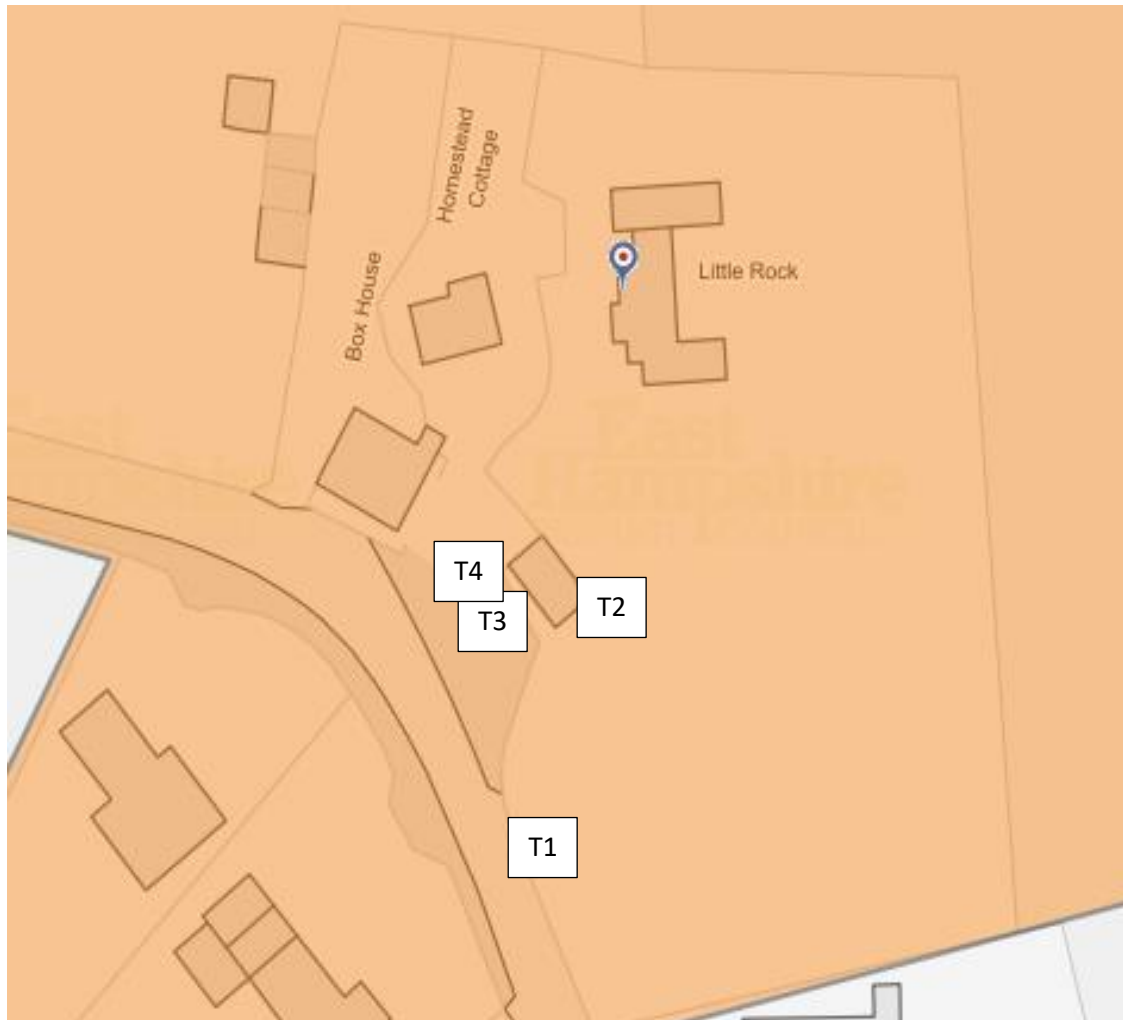 Homestead
Cottage
Box House
Little Rock
East
Hampshire
T4
T3
T2
T1